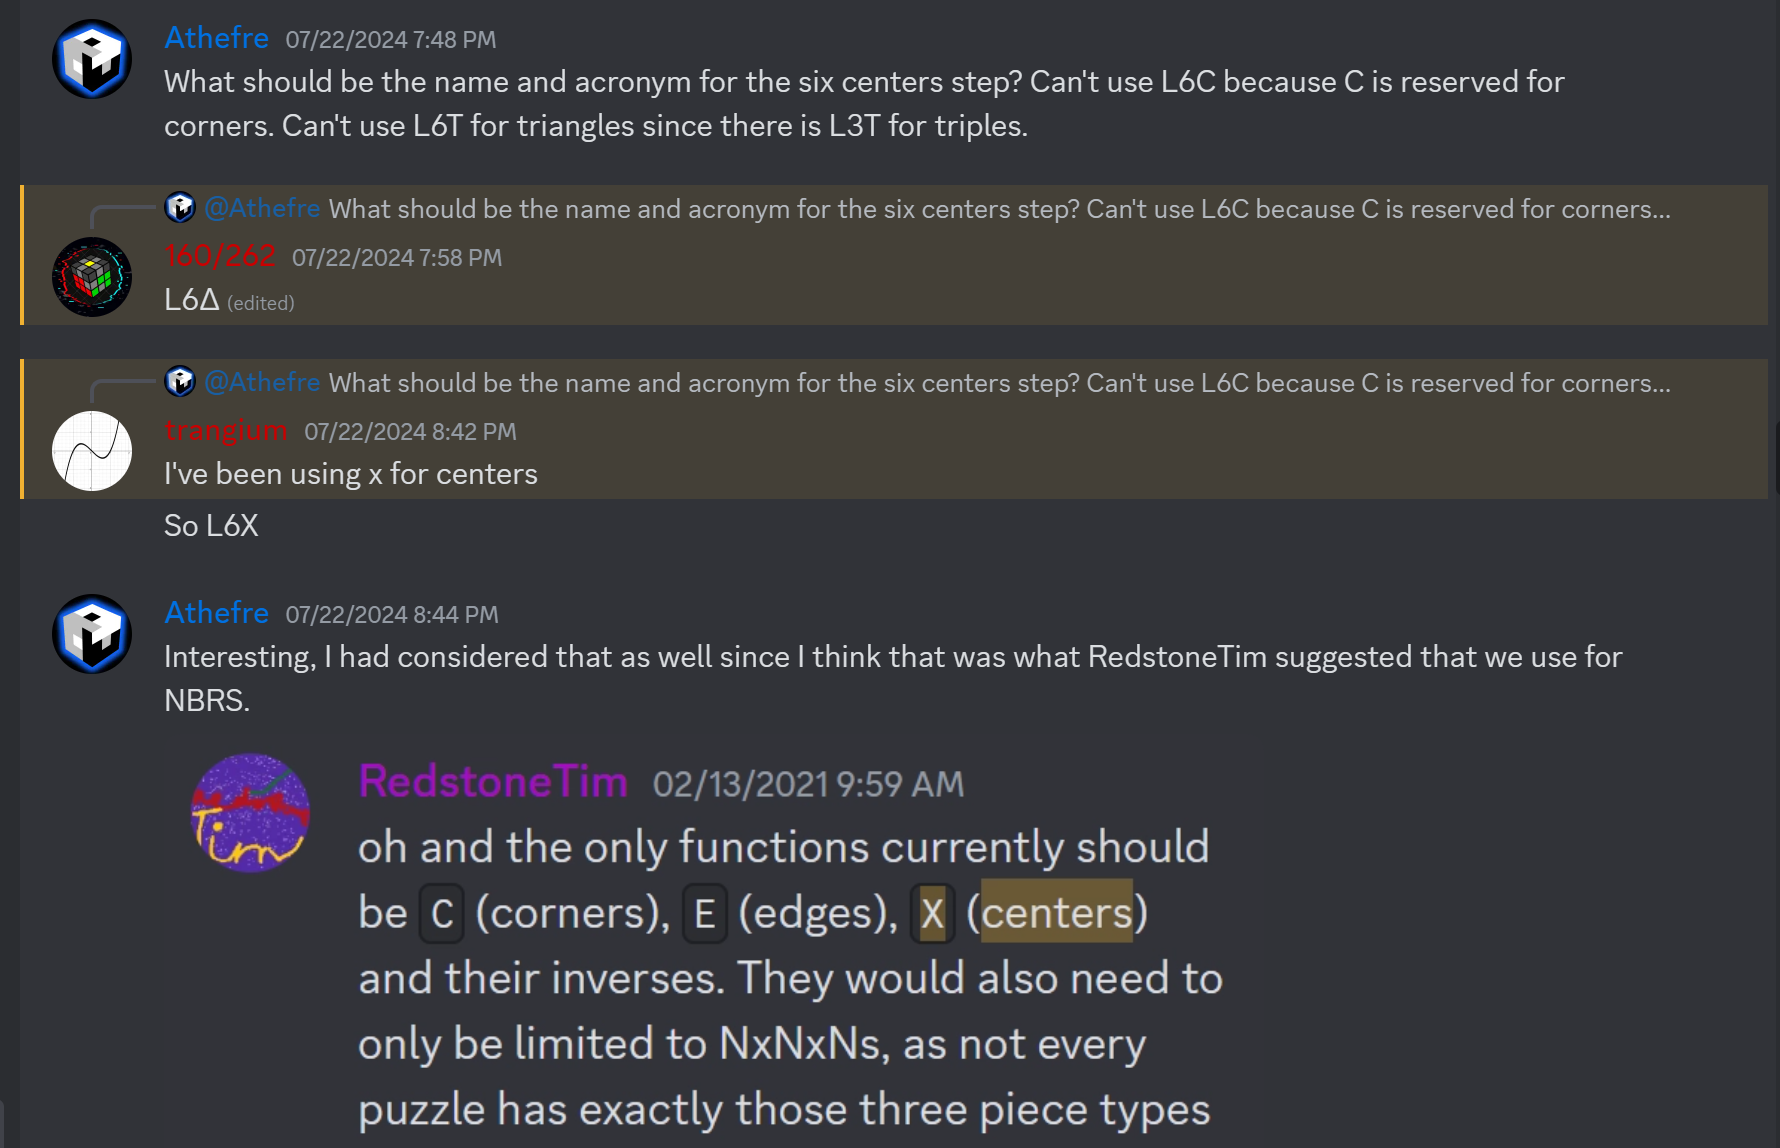 Athefre 07/22/2024 7:48 PM
What should be the name and acronym for the six centers step? Can't use L6C because C is reserved for
corners. Can't use L6T for triangles since there is L3T for triples.
@Athefre What should be the name and acronym for the six centers step? Can't use L6C because C is reserved for corners...
160/262 07/22/2024 7:58 PM
L6Δ (edited)
@Athefre What should be the name and acronym for the six centers step? Can't use L6C because C is reserved for corners...
trangium 07/22/2024 8:42 PM
I've been using x for centers
So L6X
Athefre 07/22/2024 8:44 PM
Interesting, I had considered that as well since I think that was what RedstoneTim suggested that we use for
NBRS.
Tim
RedstoneTim 02/13/2021 9:59 AM
oh and the only functions currently should
be C (corners), E (edges), X (centers)
and their inverses. They would also need to
only be limited to NxNxNs, as not every
puzzle has exactly those three piece types